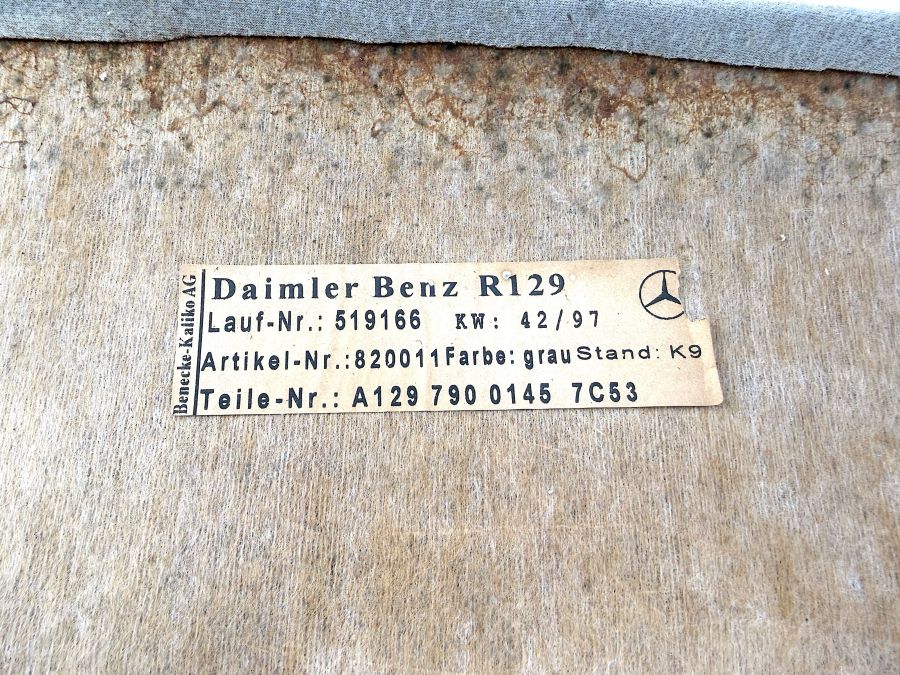 Benecke-Kaliko AG
Daimler Benz R129
Lauf-Nr.: 519166 KW: 42/97
Artikel-Nr.:820011 Farbe: grau Stand: K9
Teile-Nr.: A129 790 0145 7C53